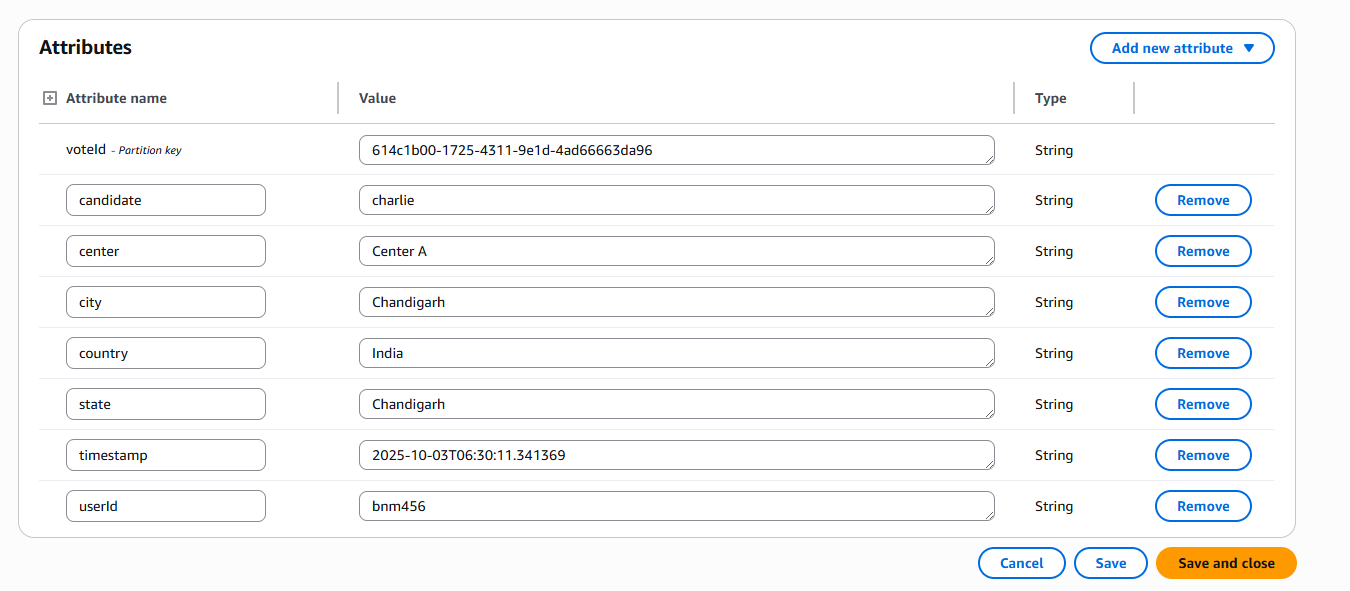 Attributes
Add new attribute
Attribute name Value Type
voteId - Partition key 614c1b00-1725-4311-9e1d-4ad66663da96 String
candidate charlie String Remove
center Center A String Remove
city Chandigarh String Remove
country India String Remove
state Chandigarh String Remove
timestamp 2025-10-03T06:30:11.341369 String Remove
userId bnm456 String Remove
Cancel Save Save and close